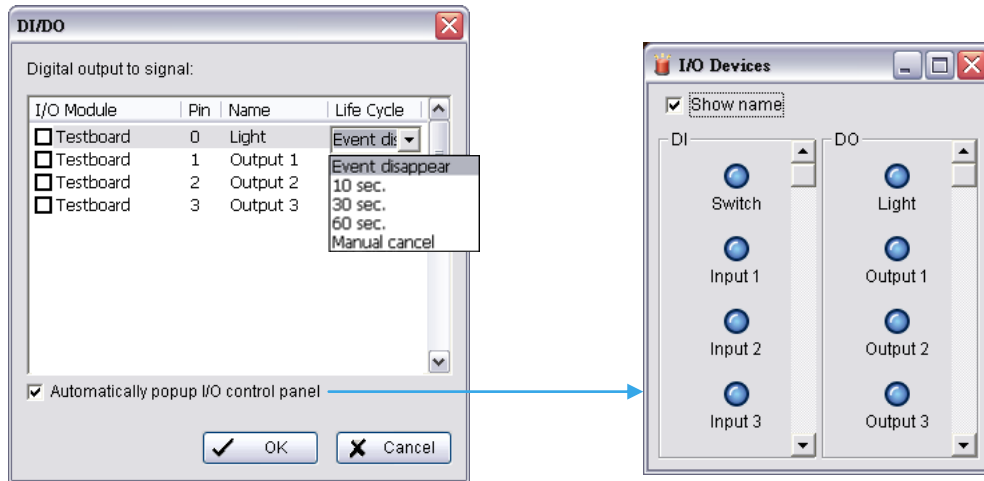 DI/DO
Digital output to signal:
I/O Module Pin Name Life Cycle
Testboard 0 Light Event dis
Testboard 1 Output 1
Testboard 2 Output 2
Testboard 3 Output 3
Event disappear
10 sec.
30 sec.
60 sec.
Manual cancel
Automatically popup I/O control panel
OK Cancel
I/O Devices
Show name
DI DO
Switch Light
Input 1 Output 1
Input 2 Output 2
Input 3 Output 3